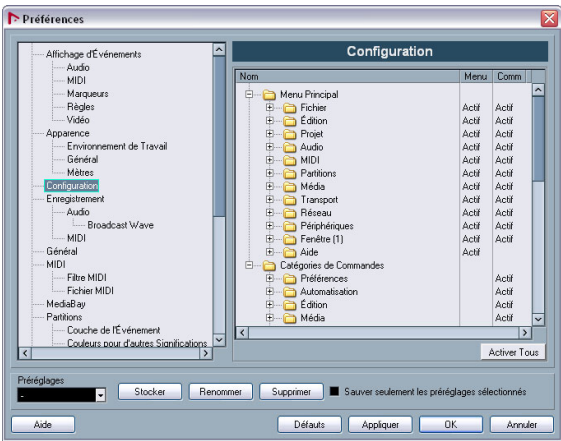 Préférences
Affichage d'Événements
Audio
MIDI
Marqueurs
Règles
Vidéo
Apparence
Environnement de Travail
Général
Mètres
Configuration
Enregistrement
Audio
Broadcast Wave
MIDI
Général
MIDI
Filtre MIDI
Fichier MIDI
MediaBay
Partitions
Couche de l'Événement
Couleurs pour d'autres Significations
Configuration
Nom Menu Comm
Menu Principal
Fichier Actif Actif
Édition Actif Actif
Projet Actif Actif
Audio Actif Actif
MIDI Actif Actif
Partitions Actif Actif
Média Actif Actif
Transport Actif Actif
Réseau Actif Actif
Périphériques Actif Actif
Fenêtre (1) Actif Actif
Aide Actif
Catégories de Commandes
Préférences Actif
Automatisation Actif
Édition Actif
Média Actif
Activer Tous
Préréglages
- Stocker Renommer Supprimer Sauver seulement les préréglages sélectionnés
Aide Défauts Appliquer OK Annuler